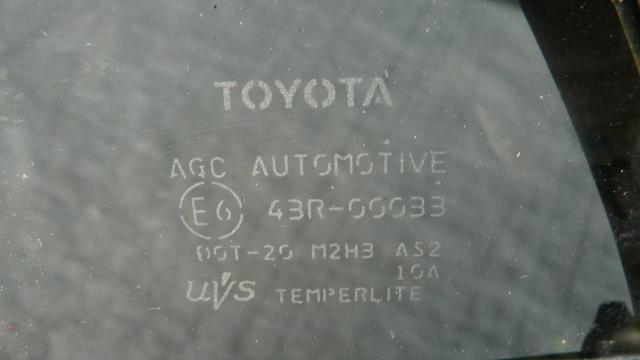 TOYOTA
AGC AUTOMOTIVE
E6 43R-00033
DOT-20 M2H3 AS2
10A
UVS TEMPERLITE